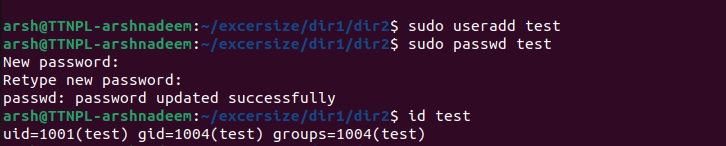 arsh@TTNPL-arshnadeem:~/excersize/dir1/dir2$ sudo useradd test
arsh@TTNPL-arshnadeem:~/excersize/dir1/dir2$ sudo passwd test
New password:
Retype new password:
passwd: password updated successfully
arsh@TTNPL-arshnadeem:~/excersize/dir1/dir2$ id test
uid=1001(test) gid=1004(test) groups=1004(test)